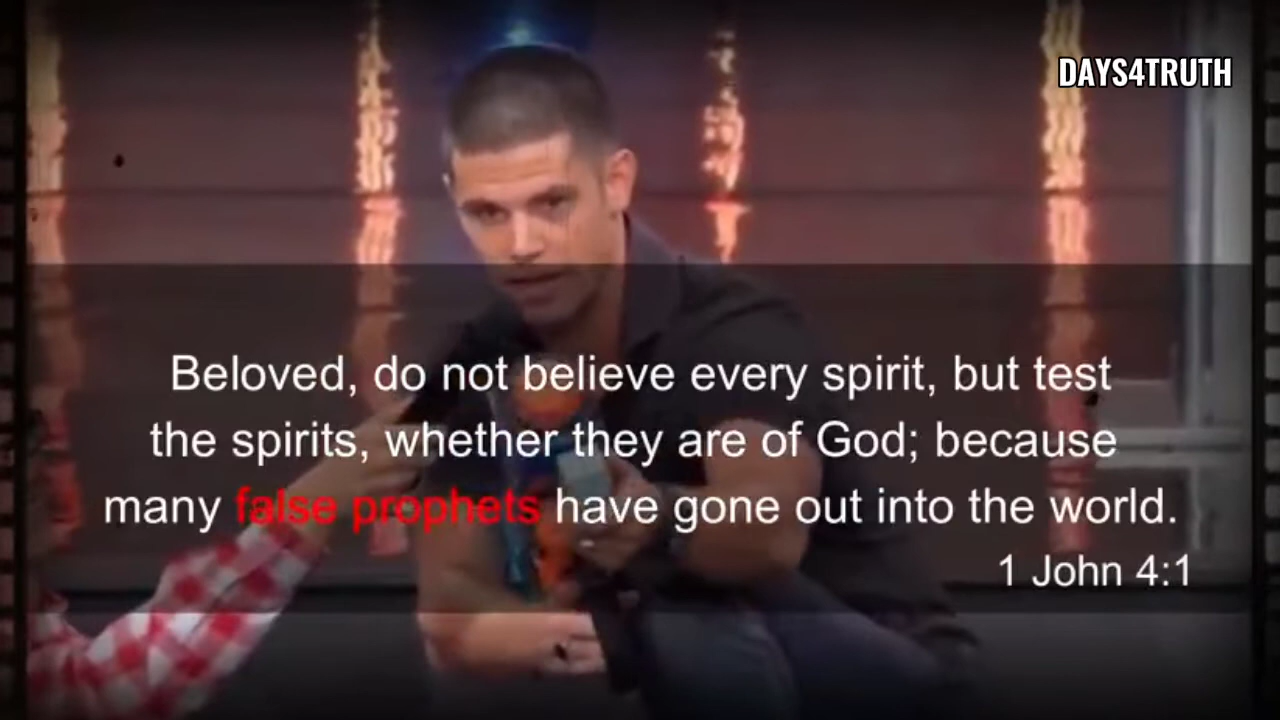 DAYS4TRUTH
Beloved, do not believe every spirit, but test
the spirits, whether they are of God; because
many false prophets have gone out into the world.
1 John 4:1